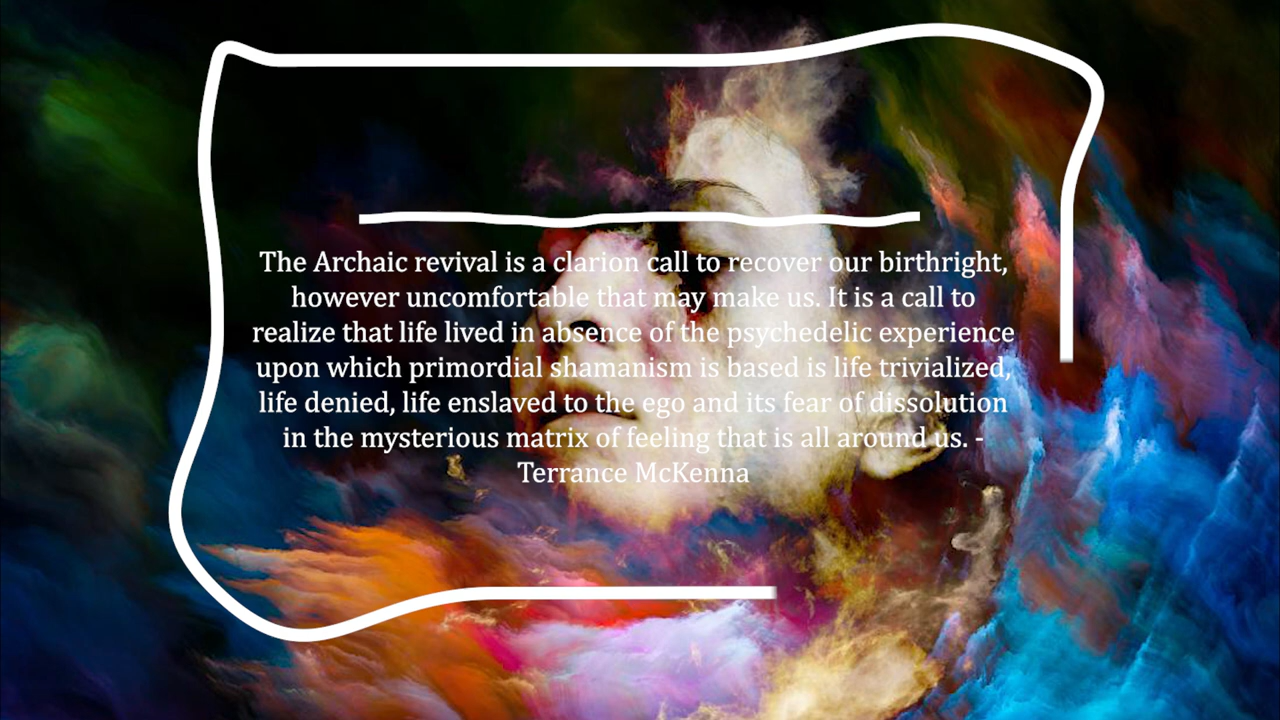 The Archaic revival is a clarion call to recover our birthright,
however uncomfortable that may make us. It is a call to
realize that life lived in absence of the psychedelic experience
upon which primordial shamanism is based is life trivialized,
life denied, life enslaved to the ego and its fear of dissolution
in the mysterious matrix of feeling that is all around us. -
Terrance McKenna